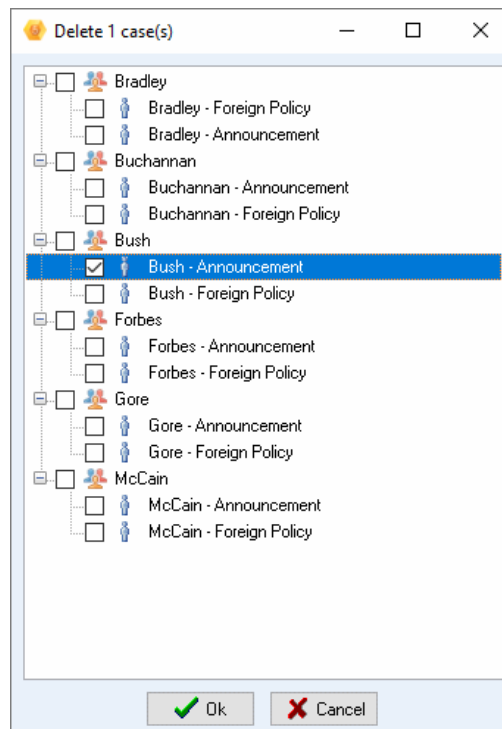 Delete 1 case(s)
Bradley
Bradley - Foreign Policy
Bradley - Announcement
Buchannan
Buchannan - Announcement
Buchannan - Foreign Policy
Bush
Bush - Announcement
Bush - Foreign Policy
Forbes
Forbes - Announcement
Forbes - Foreign Policy
Gore
Gore - Announcement
Gore - Foreign Policy
McCain
McCain - Announcement
McCain - Foreign Policy
Ok Cancel